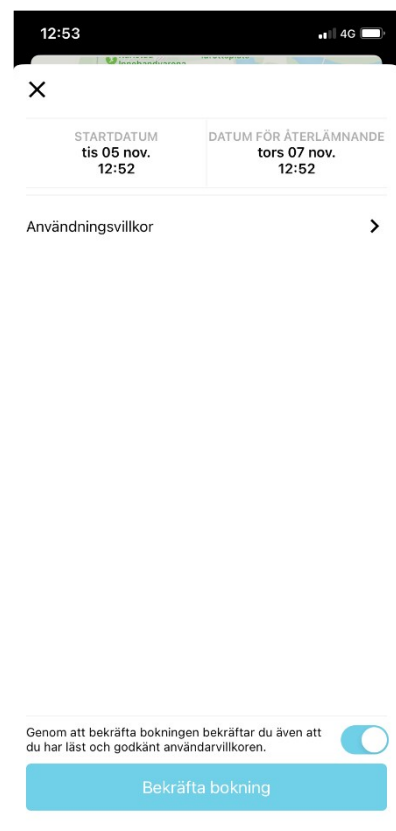 12:53
4G
STARTDATUM
tis 05 nov.
12:52
DATUM FÖR ÅTERLÄMNANDE
tors 07 nov.
12:52
Användningsvillkor
Genom att bekräfta bokningen bekräftar du även att
du har läst och godkänt användarvillkoren.
Bekräfta bokning